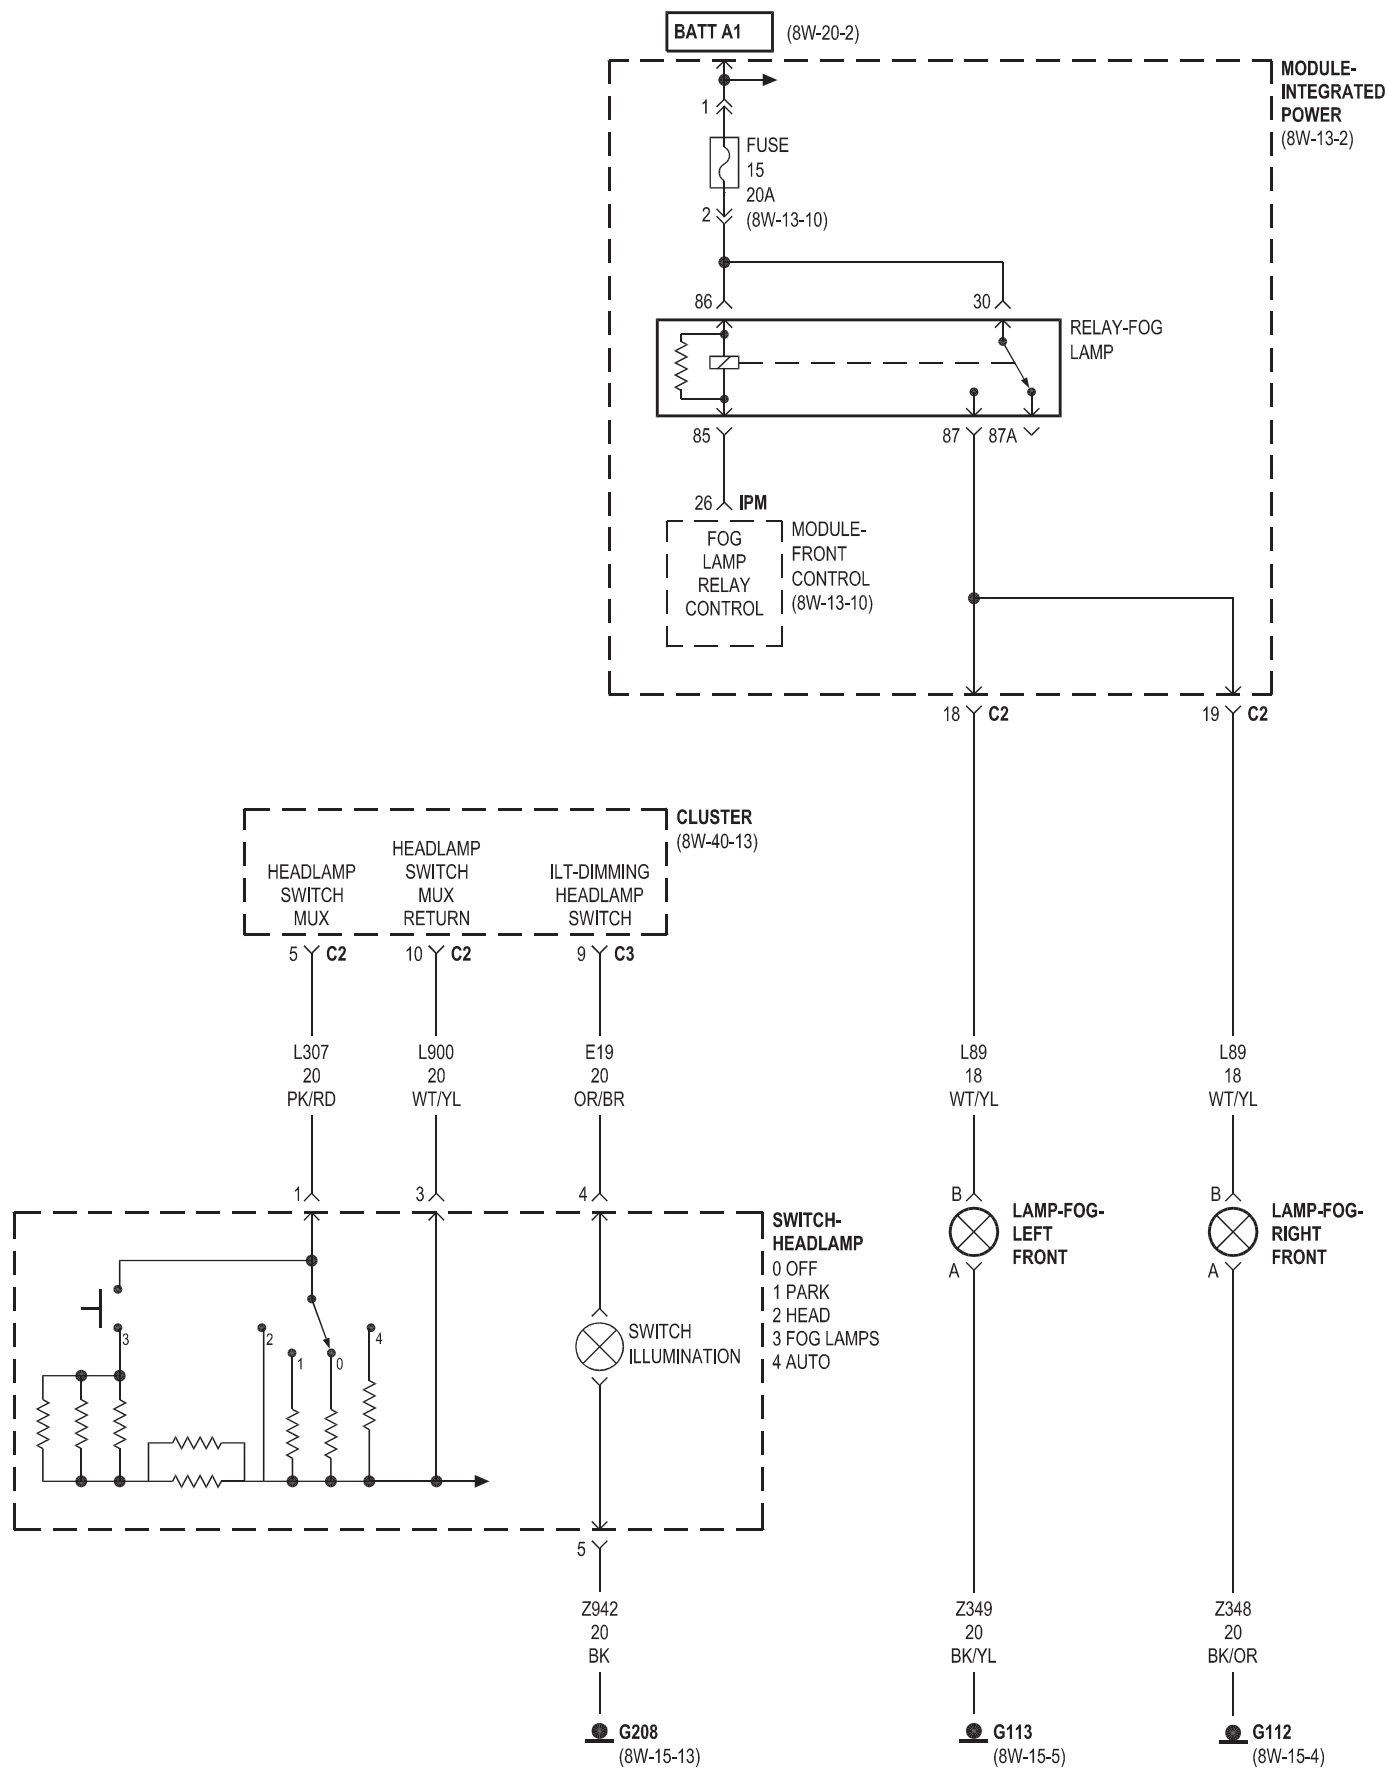 BATT A1 (8W-20-2)
MODULE-
INTEGRATED
POWER
(8W-13-2)
1
FUSE
15
20A
(8W-13-10)
2
86
30
RELAY-FOG
LAMP
85
87
87A
26 IPM
FOG
LAMP
RELAY
CONTROL
MODULE-
FRONT
CONTROL
(8W-13-10)
18 C2
19 C2
CLUSTER
(8W-40-13)
HEADLAMP
SWITCH
MUX
HEADLAMP
SWITCH
MUX
RETURN
ILT-DIMMING
HEADLAMP
SWITCH
5 C2
10 C2
9 C3
L307
20
PK/RD
L900
20
WT/YL
E19
20
OR/BR
L89
18
WT/YL
L89
18
WT/YL
1
3
4
B
B
SWITCH-
HEADLAMP
0 OFF
1 PARK
2 HEAD
3 FOG LAMPS
4 AUTO
LAMP-FOG-
LEFT
FRONT
LAMP-FOG-
RIGHT
FRONT
A
A
3
2
1
0
4
SWITCH
ILLUMINATION
5
Z942
20
BK
Z349
20
BK/YL
Z348
20
BK/OR
G208
(8W-15-13)
G113
(8W-15-5)
G112
(8W-15-4)